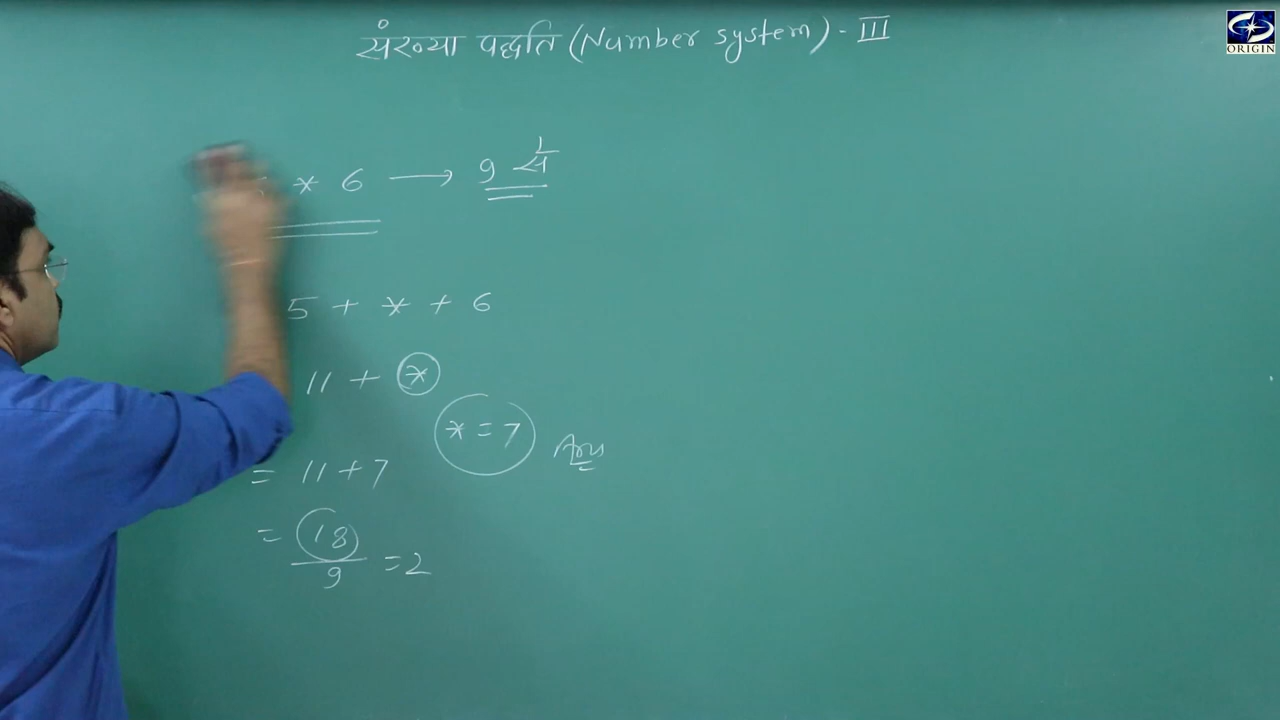 संख्या पद्धति (Number system) - III
ORIGIN
* 6 → 9 से
5 + * + 6
11 + *
* = 7 Ans
= 11 + 7
= 18/9 = 2